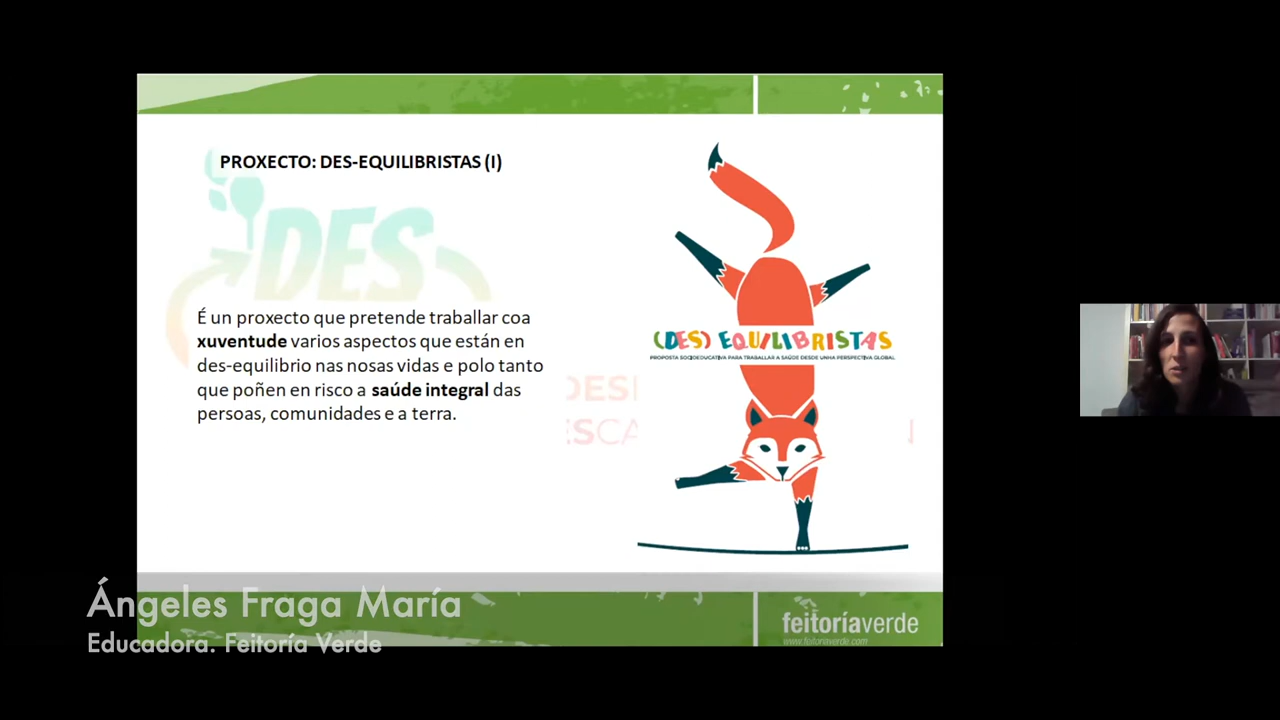 PROXECTO: DES-EQUILIBRISTAS (I)
DES
É un proxecto que pretende traballar coa
xuventude varios aspectos que están en
des-equilibrio nas nosas vidas e polo tanto
que poñen en risco a saúde integral das
persoas, comunidades e a terra.
(DES) EQUILIBRISTAS
PROPOSTA SOCIOEDUCATIVA PARA TRABALLAR A SAÚDE DESDE UNHA PERSPECTIVA GLOBAL
Ángeles Fraga María
Educadora. Feitoría Verde
feitoríaverde
www.feitoriaverde.com